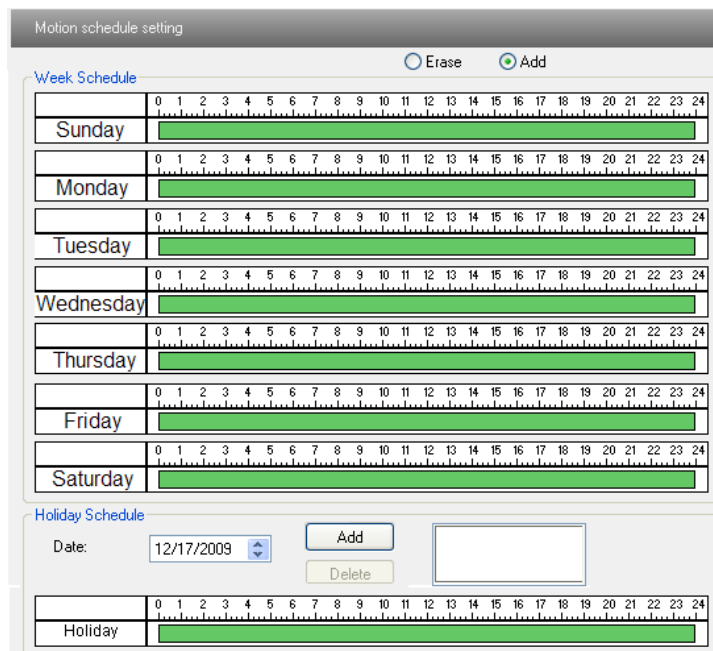 Motion schedule setting
Erase Add
Week Schedule
0 1 2 3 4 5 6 7 8 9 10 11 12 13 14 15 16 17 18 19 20 21 22 23 24
Sunday
0 1 2 3 4 5 6 7 8 9 10 11 12 13 14 15 16 17 18 19 20 21 22 23 24
Monday
0 1 2 3 4 5 6 7 8 9 10 11 12 13 14 15 16 17 18 19 20 21 22 23 24
Tuesday
0 1 2 3 4 5 6 7 8 9 10 11 12 13 14 15 16 17 18 19 20 21 22 23 24
Wednesday
0 1 2 3 4 5 6 7 8 9 10 11 12 13 14 15 16 17 18 19 20 21 22 23 24
Thursday
0 1 2 3 4 5 6 7 8 9 10 11 12 13 14 15 16 17 18 19 20 21 22 23 24
Friday
0 1 2 3 4 5 6 7 8 9 10 11 12 13 14 15 16 17 18 19 20 21 22 23 24
Saturday
Holiday Schedule
Date: 12/17/2009 Add
Delete
0 1 2 3 4 5 6 7 8 9 10 11 12 13 14 15 16 17 18 19 20 21 22 23 24
Holiday